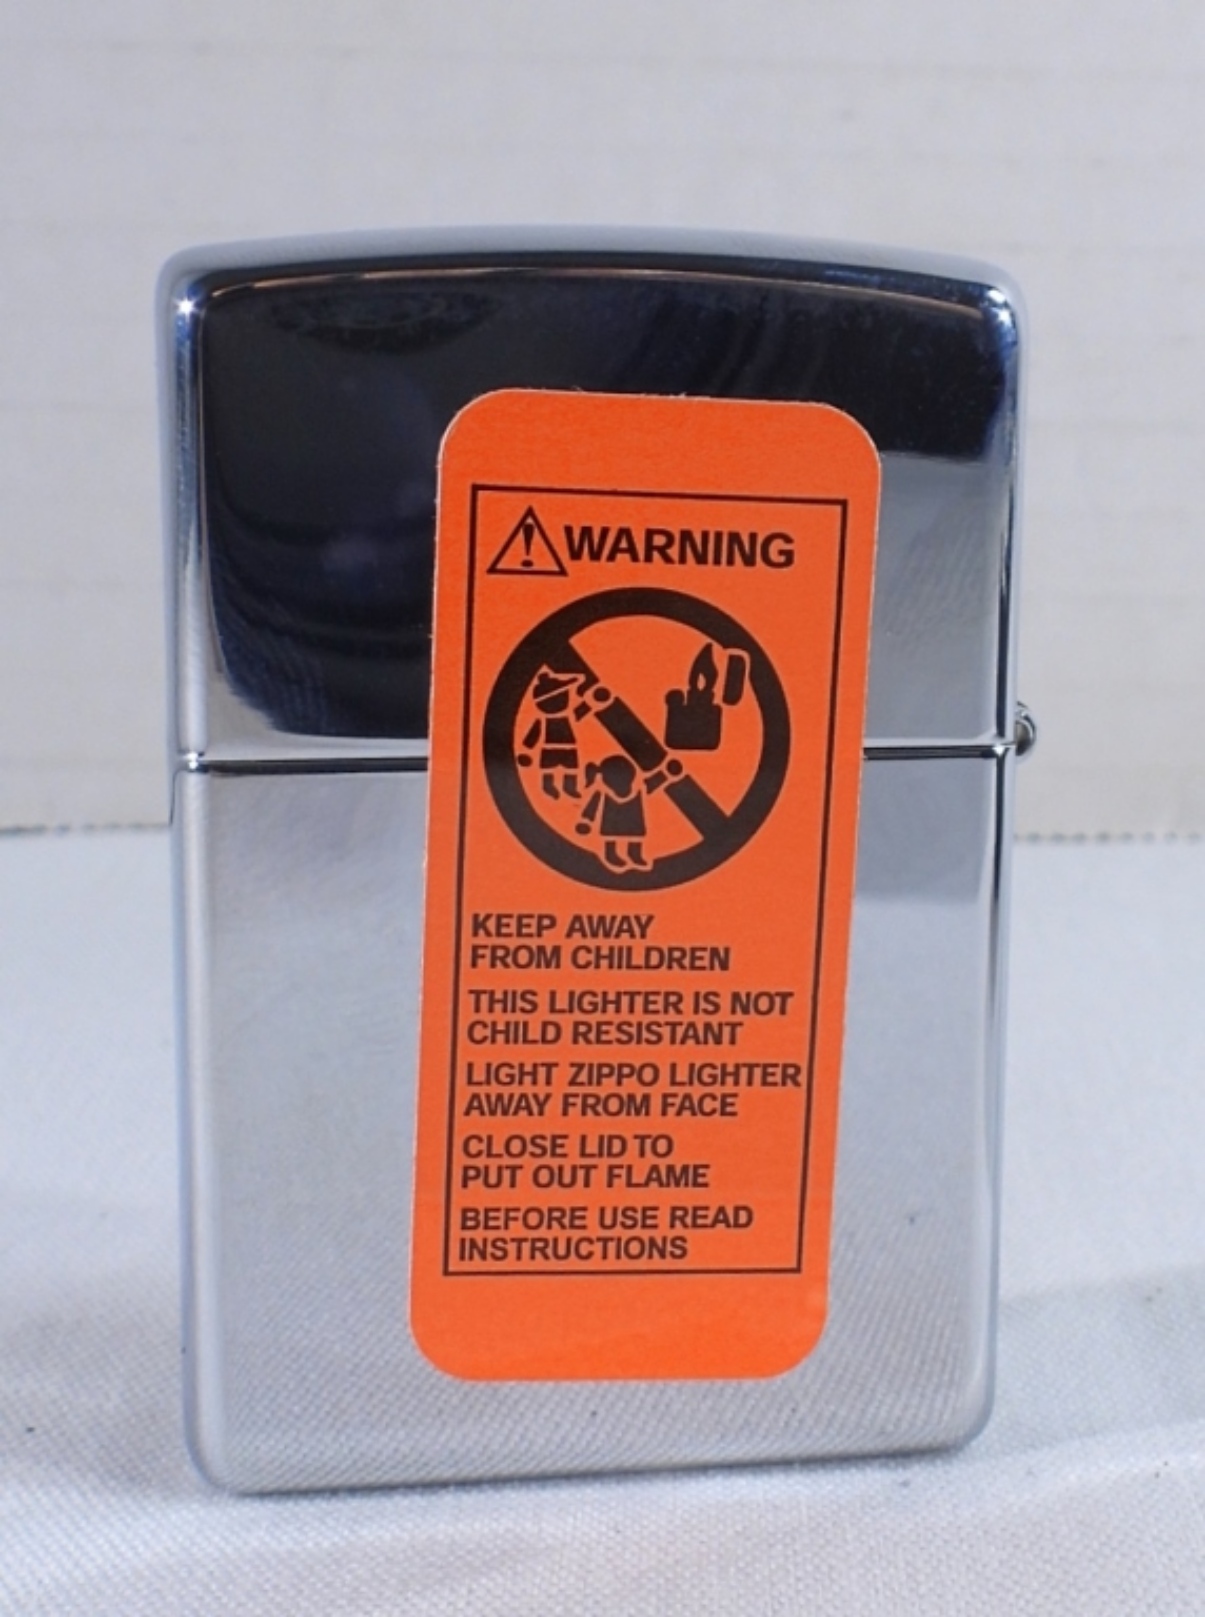 WARNING
KEEP AWAY
FROM CHILDREN
THIS LIGHTER IS NOT
CHILD RESISTANT
LIGHT ZIPPO LIGHTER
AWAY FROM FACE
CLOSE LID TO
PUT OUT FLAME
BEFORE USE READ
INSTRUCTIONS